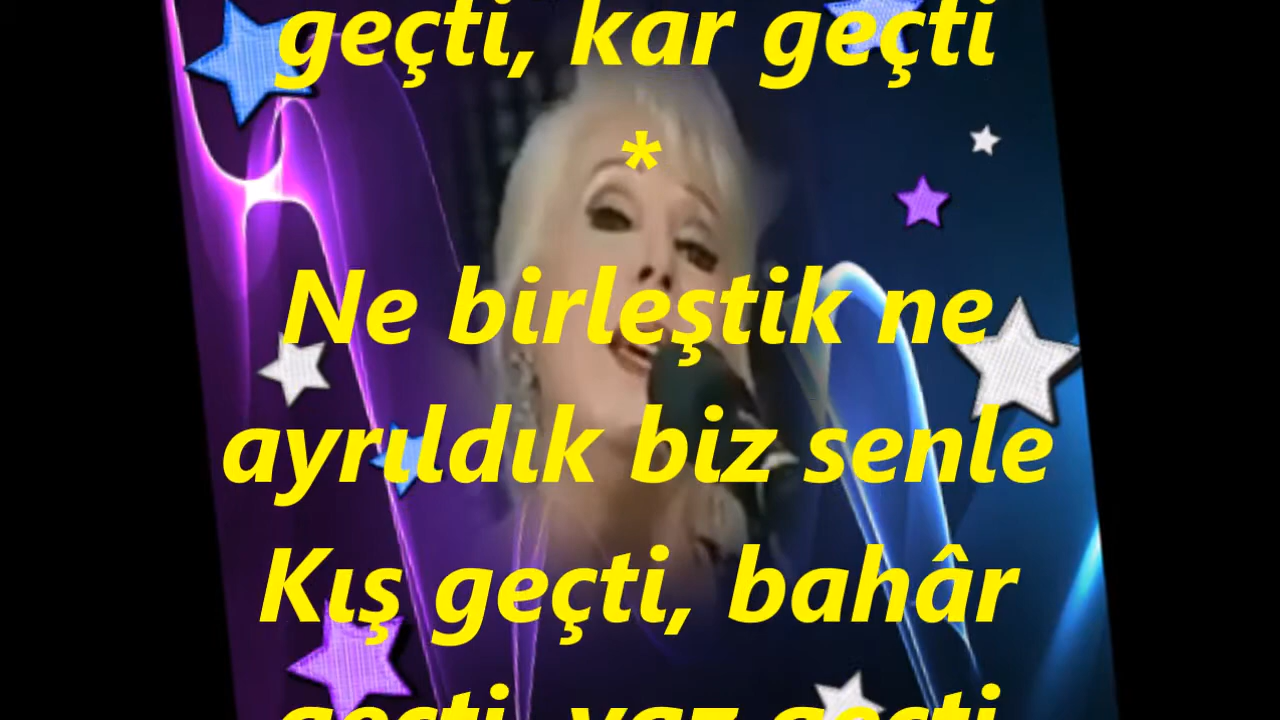 geçti, kar geçti
*
Ne birleştik ne
ayrıldık biz senle
Kış geçti, bahâr
geçti, yaz geçti